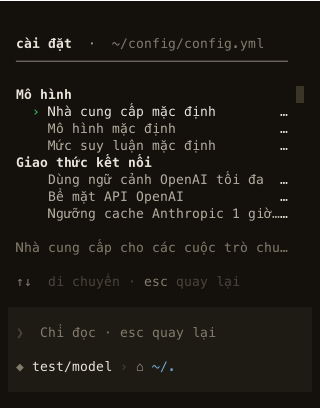 cài đặt · ~/config/config.yml
Mô hình
› Nhà cung cấp mặc định …
Mô hình mặc định …
Mức suy luận mặc định …
Giao thức kết nối
Dùng ngữ cảnh OpenAI tối đa …
Bề mặt API OpenAI …
Ngưỡng cache Anthropic 1 giờ……
Nhà cung cấp cho các cuộc trò chu…
↑↓ di chuyển · esc quay lại
❯ Chỉ đọc · esc quay lại
◆ test/model › ⌂ ~/.